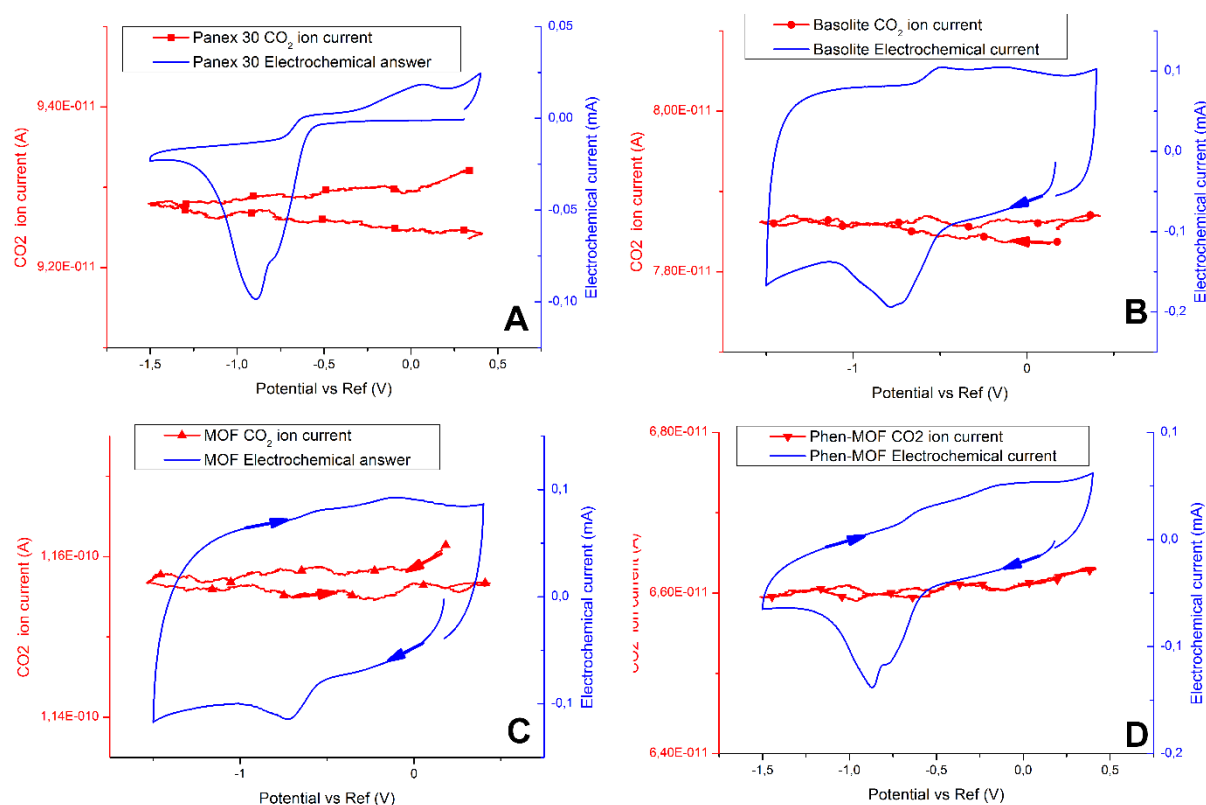 Panex 30 CO₂ ion current
Panex 30 Electrochemical answer
9,40E-011
9,20E-011
CO2 ion current (A)
0,05
0,00
-0,05
-0,10
Electrochemical current (mA)
A
-1,5 -1,0 -0,5 0,0 0,5
Potential vs Ref (V)
Basolite CO₂ ion current
Basolite Electrochemical current
8,00E-011
7,80E-011
CO2 ion current (A)
0,1
0,0
-0,1
-0,2
Electrochemical current (mA)
B
-1 0
Potential vs Ref (V)
MOF CO₂ ion current
MOF Electrochemical answer
1,16E-010
1,14E-010
CO2 ion current (A)
0,1
0,0
-0,1
Electrochemical current (mA)
C
-1 0
Potential vs Ref (V)
Phen-MOF CO2 ion current
Phen-MOF Electrochemical current
6,80E-011
6,60E-011
6,40E-011
CO2 ion current (A)
0,1
0,0
-0,1
-0,2
Electrochemical current (mA)
D
-1,5 -1,0 -0,5 0,0 0,5
Potential vs Ref (V)